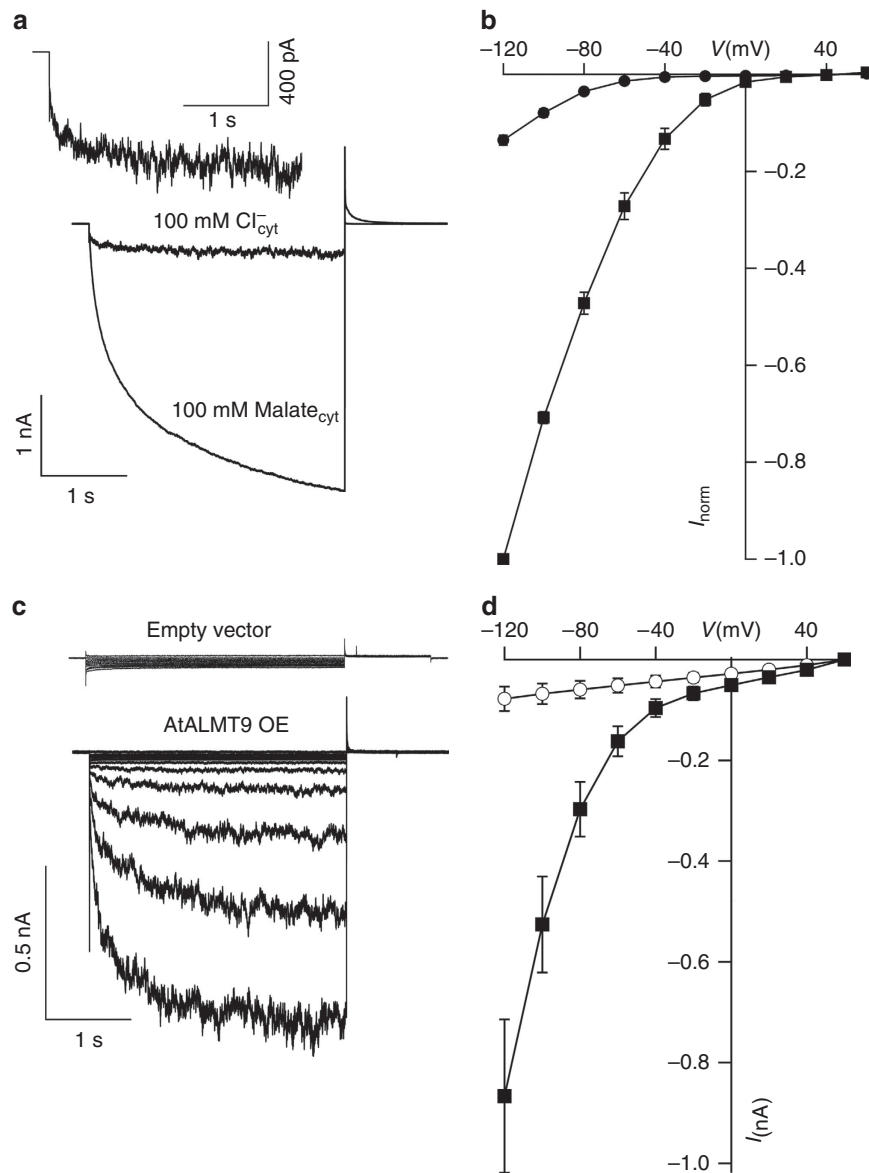 a
400 pA
1 s
100 mM Cl⁻cyt
100 mM Malatecyt
1 nA
1 s
b
−120 −80 −40 V(mV) 40
−0.2
−0.4
−0.6
−0.8
−1.0
Inorm
c
Empty vector
AtALMT9 OE
0.5 nA
1 s
d
−120 −80 −40 V(mV) 40
−0.2
−0.4
−0.6
−0.8
−1.0
I(nA)